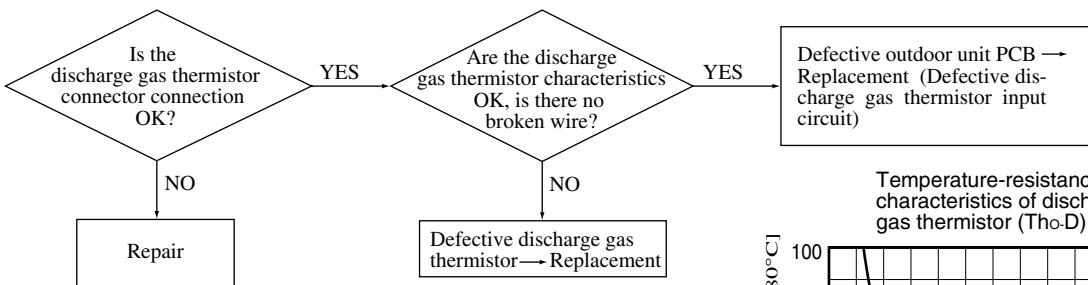 Is the
discharge gas thermistor
connector connection
OK?
YES
NO
Repair
Are the discharge
gas thermistor characteristics
OK, is there no
broken wire?
YES
NO
Defective discharge gas
thermistor → Replacement
Defective outdoor unit PCB →
Replacement (Defective dis-
charge gas thermistor input
circuit)
Temperature-resistanc
characteristics of disch
gas thermistor (Tho-D)
80°C]
100